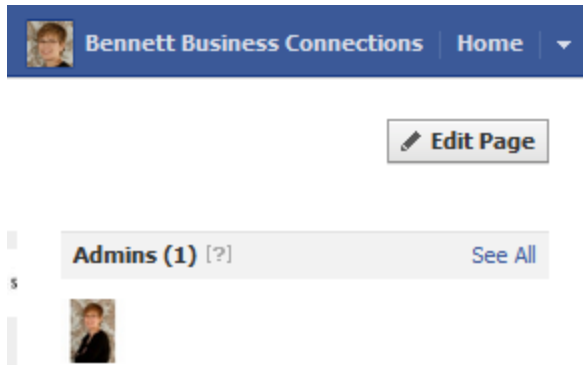 Bennett Business Connections Home
Edit Page
Admins (1) [?] See All
s